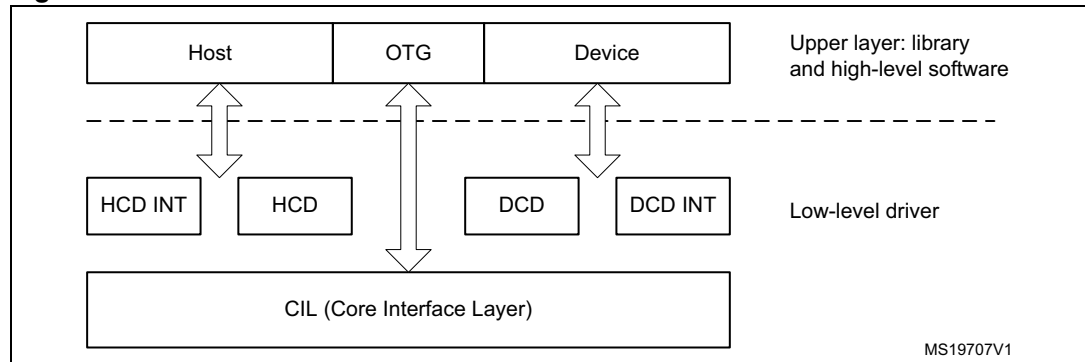 Host OTG Device
Upper layer: library
and high-level software
HCD INT HCD DCD DCD INT
Low-level driver
CIL (Core Interface Layer)
MS19707V1